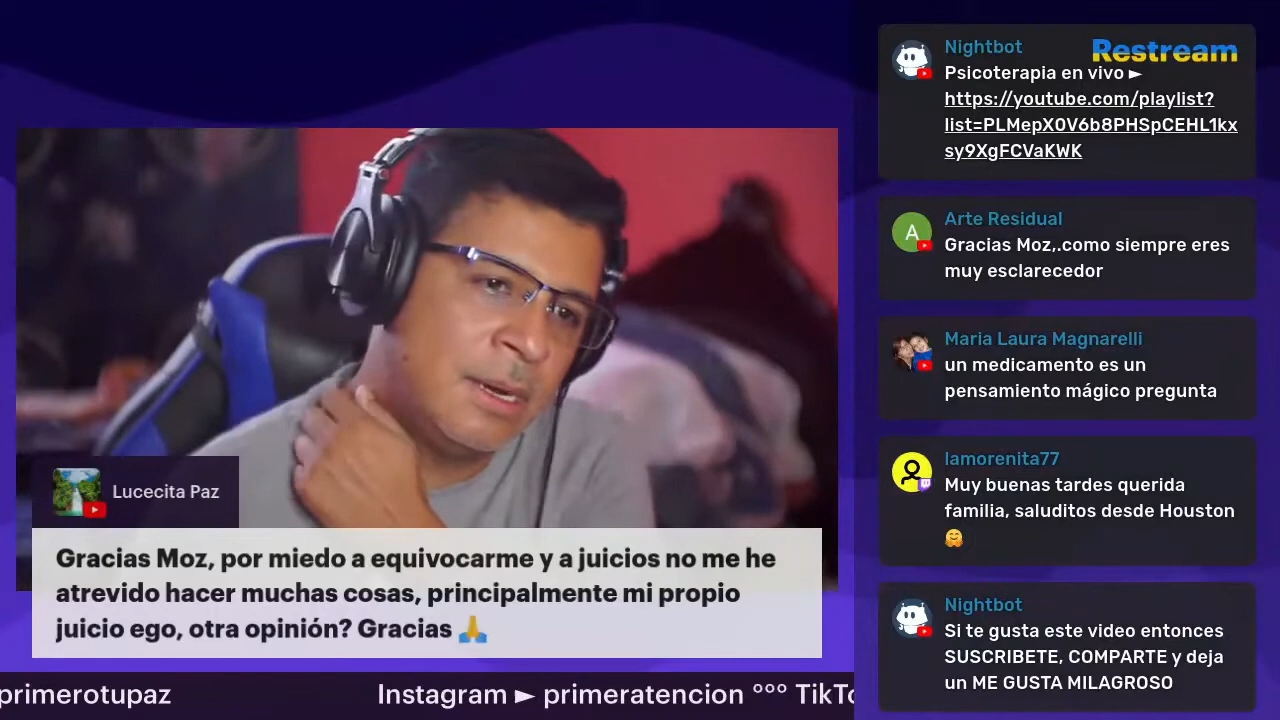 Restream
Nightbot
Psicoterapia en vivo ►
https://youtube.com/playlist?
list=PLMepX0V6b8PHSpCEHL1kx
sy9XgFCVaKWK
A
Arte Residual
Gracias Moz,.como siempre eres
muy esclarecedor
Maria Laura Magnarelli
un medicamento es un
pensamiento mágico pregunta
lamorenita77
Muy buenas tardes querida
familia, saluditos desde Houston
🤗
Nightbot
Si te gusta este video entonces
SUSCRIBETE, COMPARTE y deja
un ME GUSTA MILAGROSO
Lucecita Paz
Gracias Moz, por miedo a equivocarme y a juicios no me he
atrevido hacer muchas cosas, principalmente mi propio
juicio ego, otra opinión? Gracias 🙏
primerotupaz Instagram ► primeratencion °°° TikTo